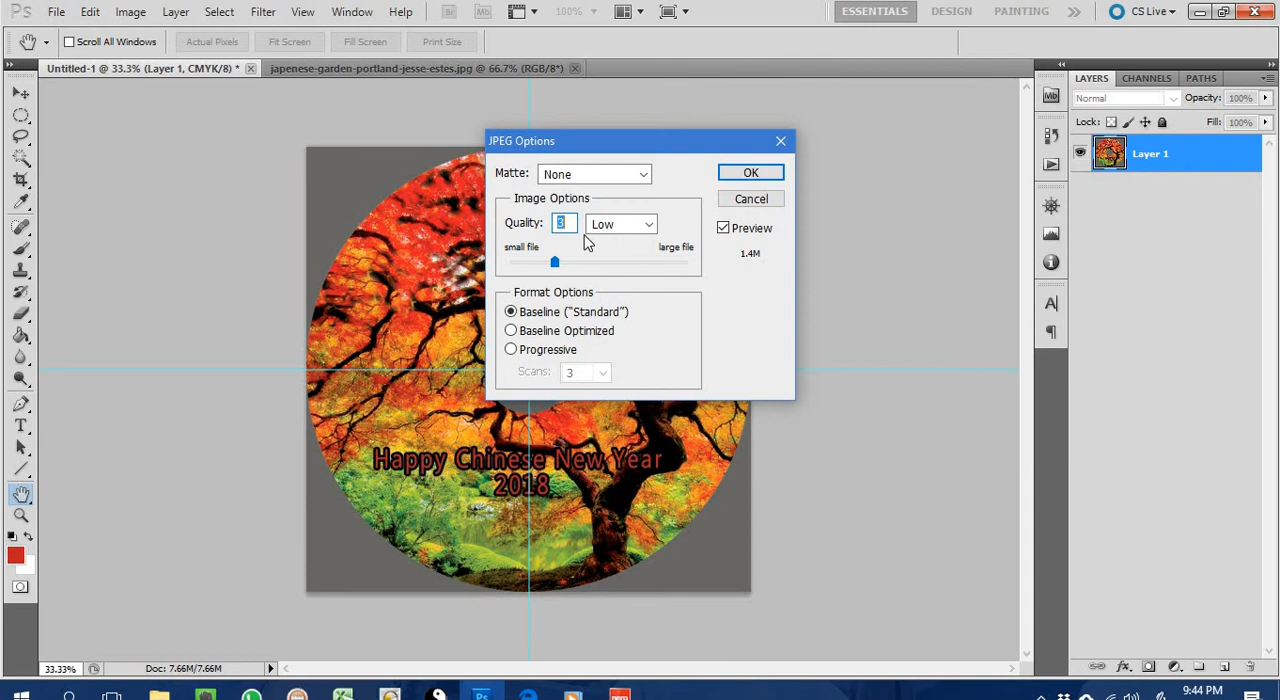 Ps File Edit Image Layer Select Filter View Window Help Br Mb 100% ESSENTIALS DESIGN PAINTING CS Live
Scroll All Windows Actual Pixels Fit Screen Fill Screen Print Size
Untitled-1 @ 33.3% (Layer 1, CMYK/8) * japenese-garden-portland-jesse-estes.jpg @ 66.7% (RGB/8*)
LAYERS CHANNELS PATHS
Normal Opacity: 100%
Lock: Fill: 100%
Layer 1
Mb
JPEG Options
Matte: None OK
Image Options Cancel
Quality: 3 Low Preview
small file large file 1.4M
Format Options
Baseline ("Standard")
Baseline Optimized
Progressive
Scans: 3
Happy Chinese New Year
2018
33.33% Doc: 7.66M/7.66M
9:44 PM